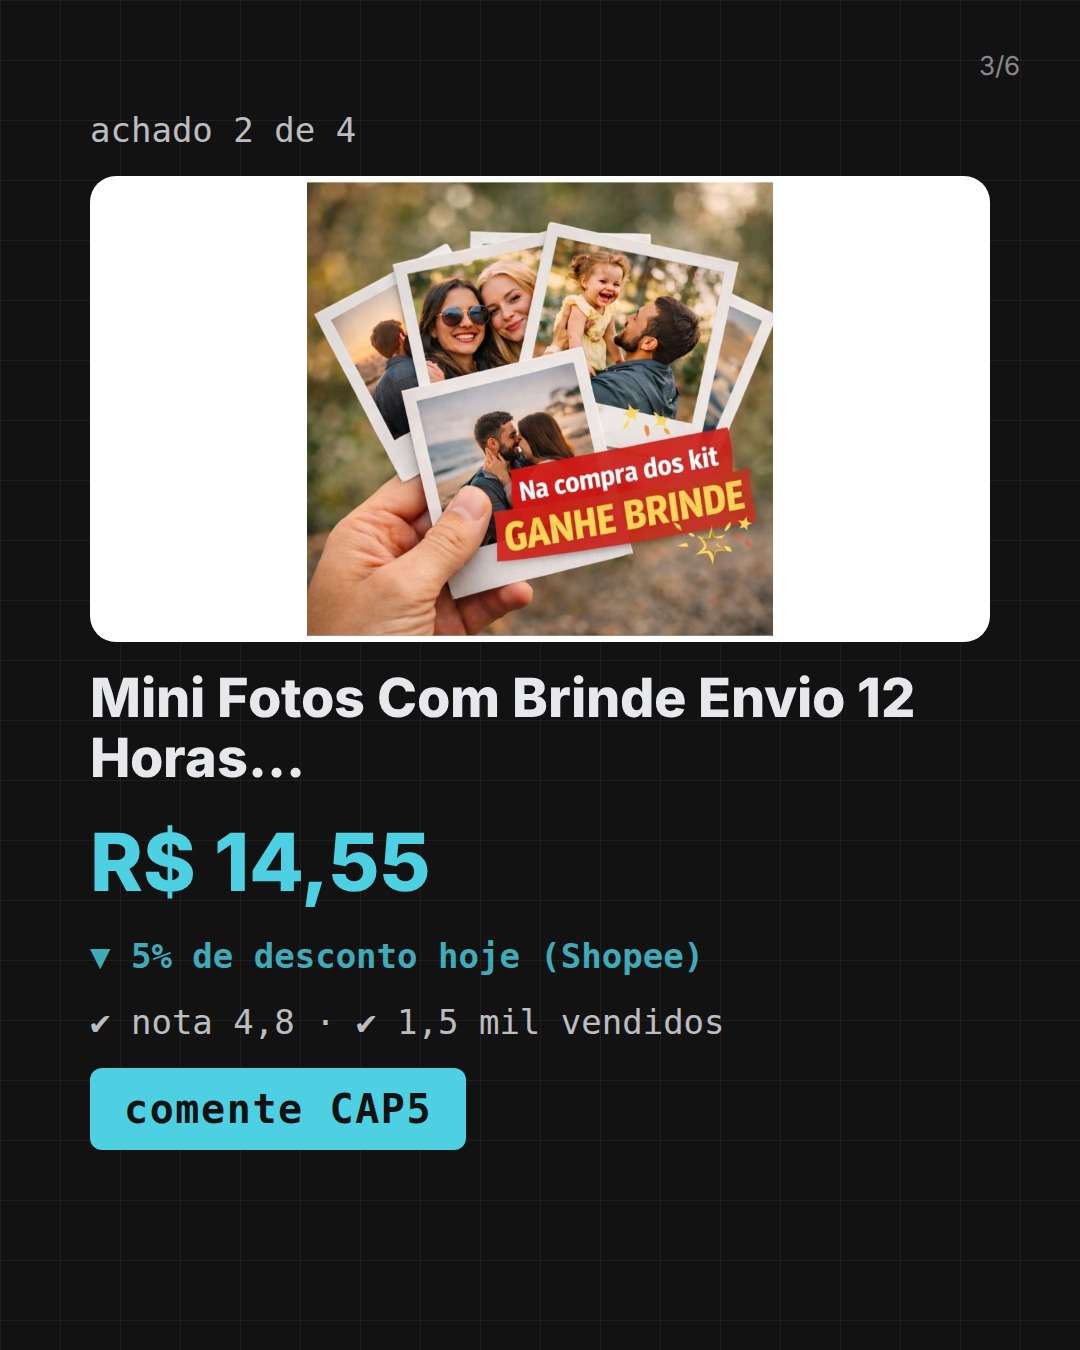 3/6
achado 2 de 4
Na compra dos kit
GANHE BRINDE
Mini Fotos Com Brinde Envio 12
Horas...
R$ 14,55
▼ 5% de desconto hoje (Shopee)
✔ nota 4,8 · ✔ 1,5 mil vendidos
comente CAP5